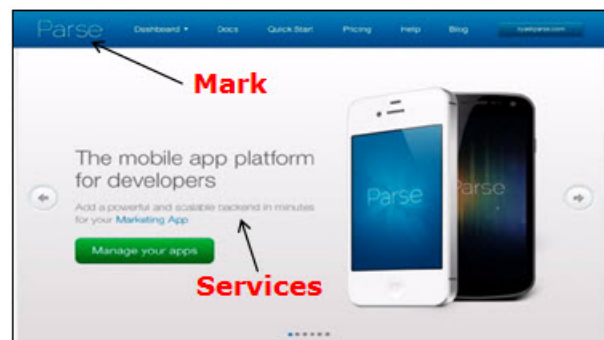 Parse Dashboard ▾ Docs Quick Start Pricing Help Blog
Mark
The mobile app platform
for developers
Add a powerful and scalable backend in minutes
for your Marketing App
Manage your apps
Services
Parse
Parse